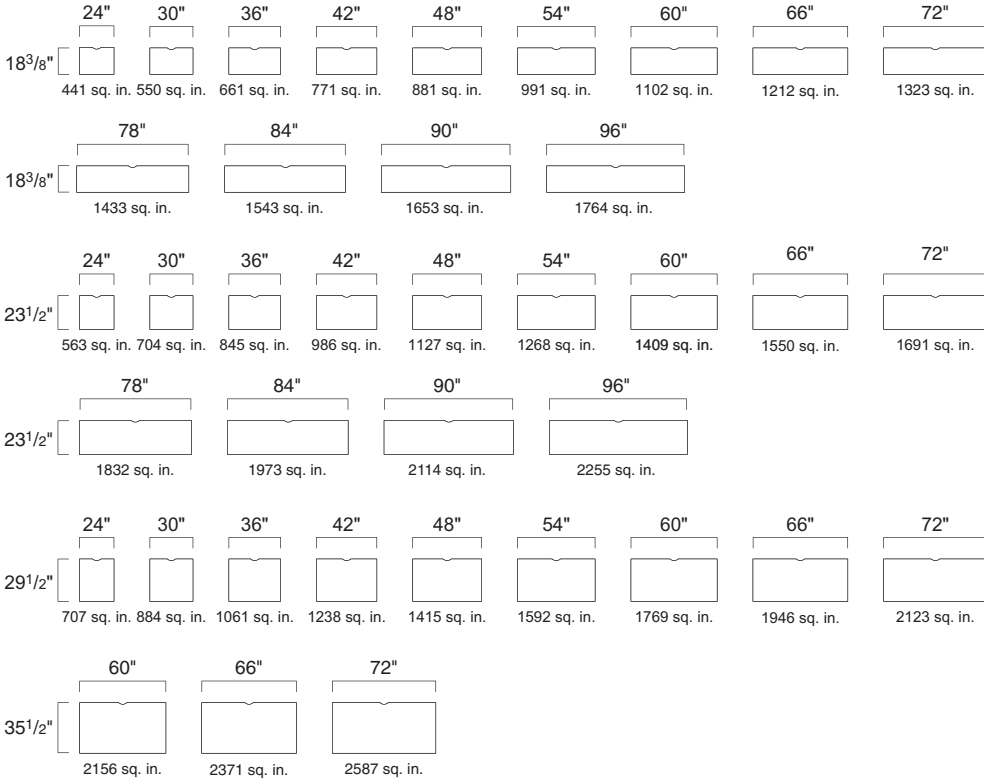 24" 30" 36" 42" 48" 54" 60" 66" 72"
18 3/8"
441 sq. in. 550 sq. in. 661 sq. in. 771 sq. in. 881 sq. in. 991 sq. in. 1102 sq. in. 1212 sq. in. 1323 sq. in.
78" 84" 90" 96"
18 3/8"
1433 sq. in. 1543 sq. in. 1653 sq. in. 1764 sq. in.
24" 30" 36" 42" 48" 54" 60" 66" 72"
23 1/2"
563 sq. in. 704 sq. in. 845 sq. in. 986 sq. in. 1127 sq. in. 1268 sq. in. 1409 sq. in. 1550 sq. in. 1691 sq. in.
78" 84" 90" 96"
23 1/2"
1832 sq. in. 1973 sq. in. 2114 sq. in. 2255 sq. in.
24" 30" 36" 42" 48" 54" 60" 66" 72"
29 1/2"
707 sq. in. 884 sq. in. 1061 sq. in. 1238 sq. in. 1415 sq. in. 1592 sq. in. 1769 sq. in. 1946 sq. in. 2123 sq. in.
60" 66" 72"
35 1/2"
2156 sq. in. 2371 sq. in. 2587 sq. in.